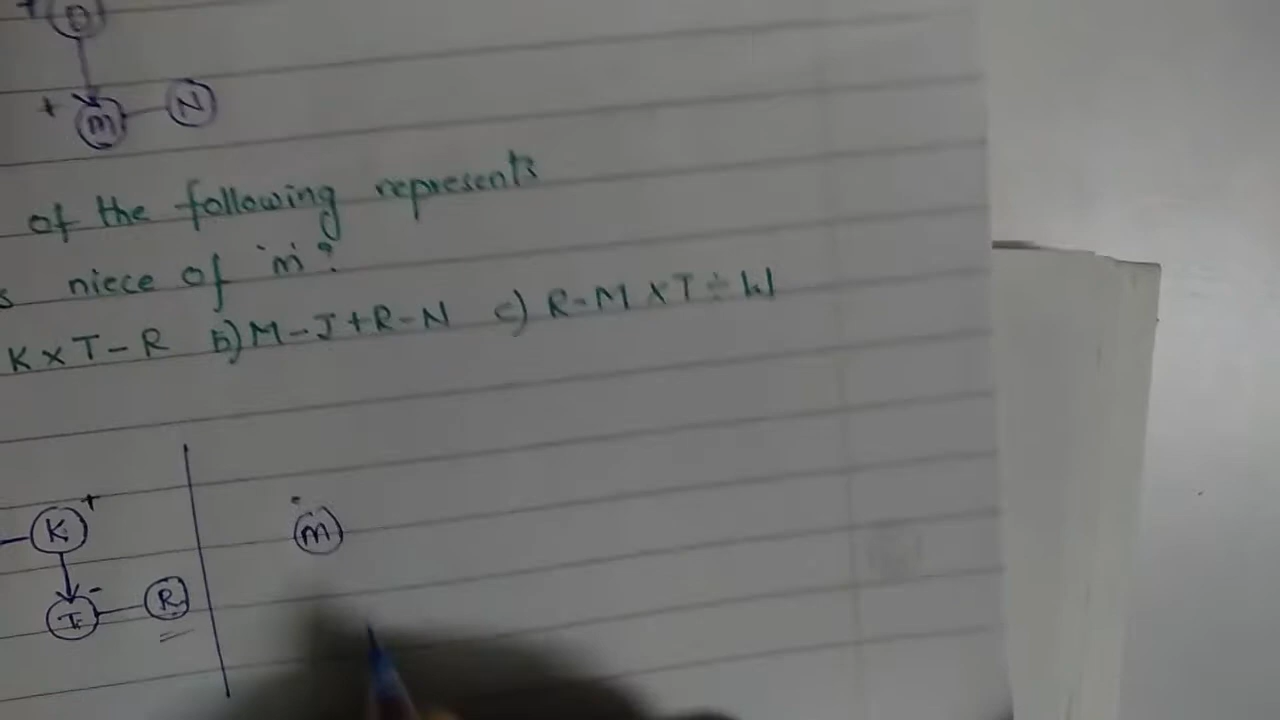 + D
+ M N
of the following represents
s niece of 'm'?
K × T - R b) M - J + R - N c) R - M × T ÷ W
K + M
T - R